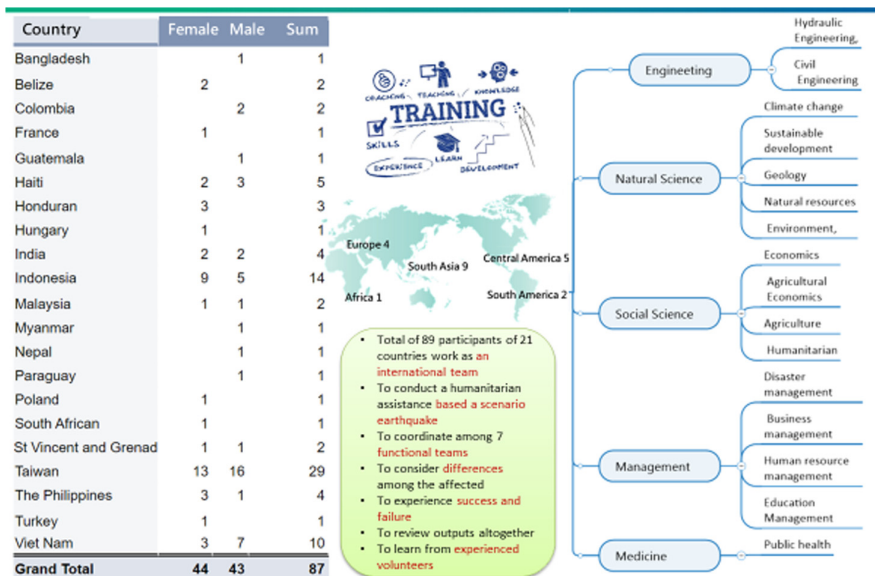 Country Female Male Sum
Bangladesh 1 1
Belize 2 2
Colombia 2 2
France 1 1
Guatemala 1 1
Haiti 2 3 5
Honduran 3 3
Hungary 1 1
India 2 2 4
Indonesia 9 5 14
Malaysia 1 1 2
Myanmar 1 1
Nepal 1 1
Paraguay 1 1
Poland 1 1
South African 1 1
St Vincent and Grenad 1 1 2
Taiwan 13 16 29
The Philippines 3 1 4
Turkey 1 1
Viet Nam 3 7 10
Grand Total 44 43 87
COACHING TEACHING KNOWLEDGE
TRAINING
SKILLS
LEARN
EXPERIENCE
DEVELOPMENT
Europe 4
South Asia 9
Central America 5
Africa 1
South America 2
• Total of 89 participants of 21
countries work as an
international team
• To conduct a humanitarian
assistance based a scenario
earthquake
• To coordinate among 7
functional teams
• To consider differences
among the affected
• To experience success and
failure
• To review outputs altogether
• To learn from experienced
volunteers
Engineeting
Hydraulic
Engineering,
Civil
Engineering
Natural Science
Climate change
Sustainable
development
Geology
Natural resources
Environment,
Social Science
Economics
Agricultural
Economics
Agriculture
Humanitarian
Management
Disaster
management
Business
management
Human resource
management
Education
Management
Medicine
Public health